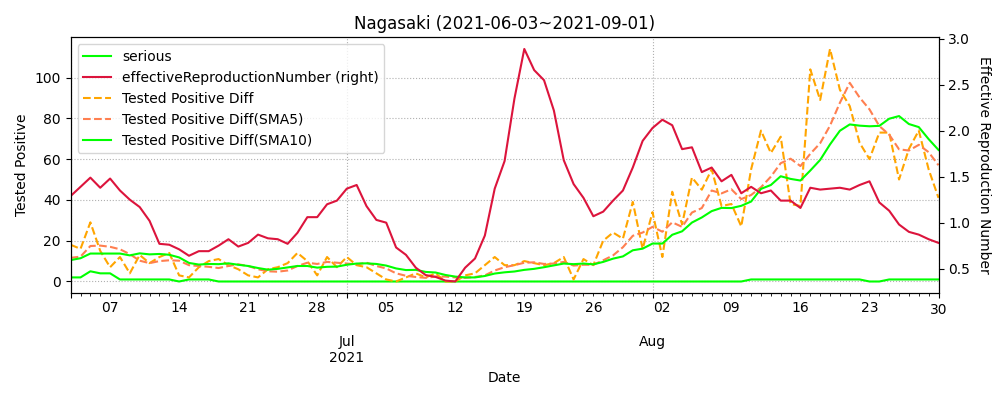 Nagasaki (2021-06-03~2021-09-01)
serious
effectiveReproductionNumber (right)
Tested Positive Diff
Tested Positive Diff(SMA5)
Tested Positive Diff(SMA10)
Tested Positive
100
80
60
40
20
0
3.0
2.5
2.0
1.5
1.0
0.5
Effective Reproduction Number
07 14 21 28 05 12 19 26 02 09 16 23 30
Jul Aug
2021
Date